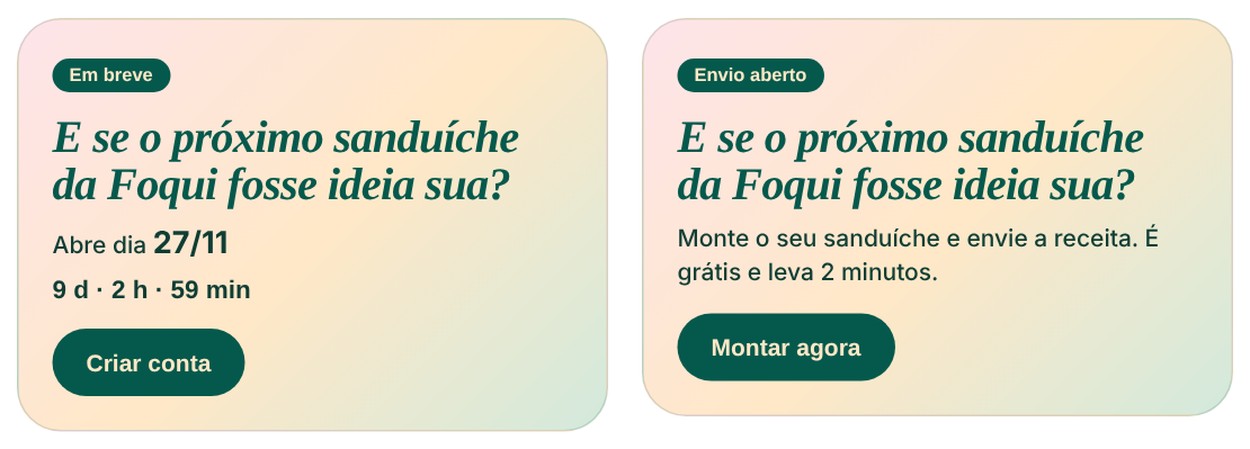 Em breve
E se o próximo sanduíche
da Foqui fosse ideia sua?
Abre dia 27/11
9 d · 2 h · 59 min
Criar conta
Envio aberto
E se o próximo sanduíche
da Foqui fosse ideia sua?
Monte o seu sanduíche e envie a receita. É
grátis e leva 2 minutos.
Montar agora